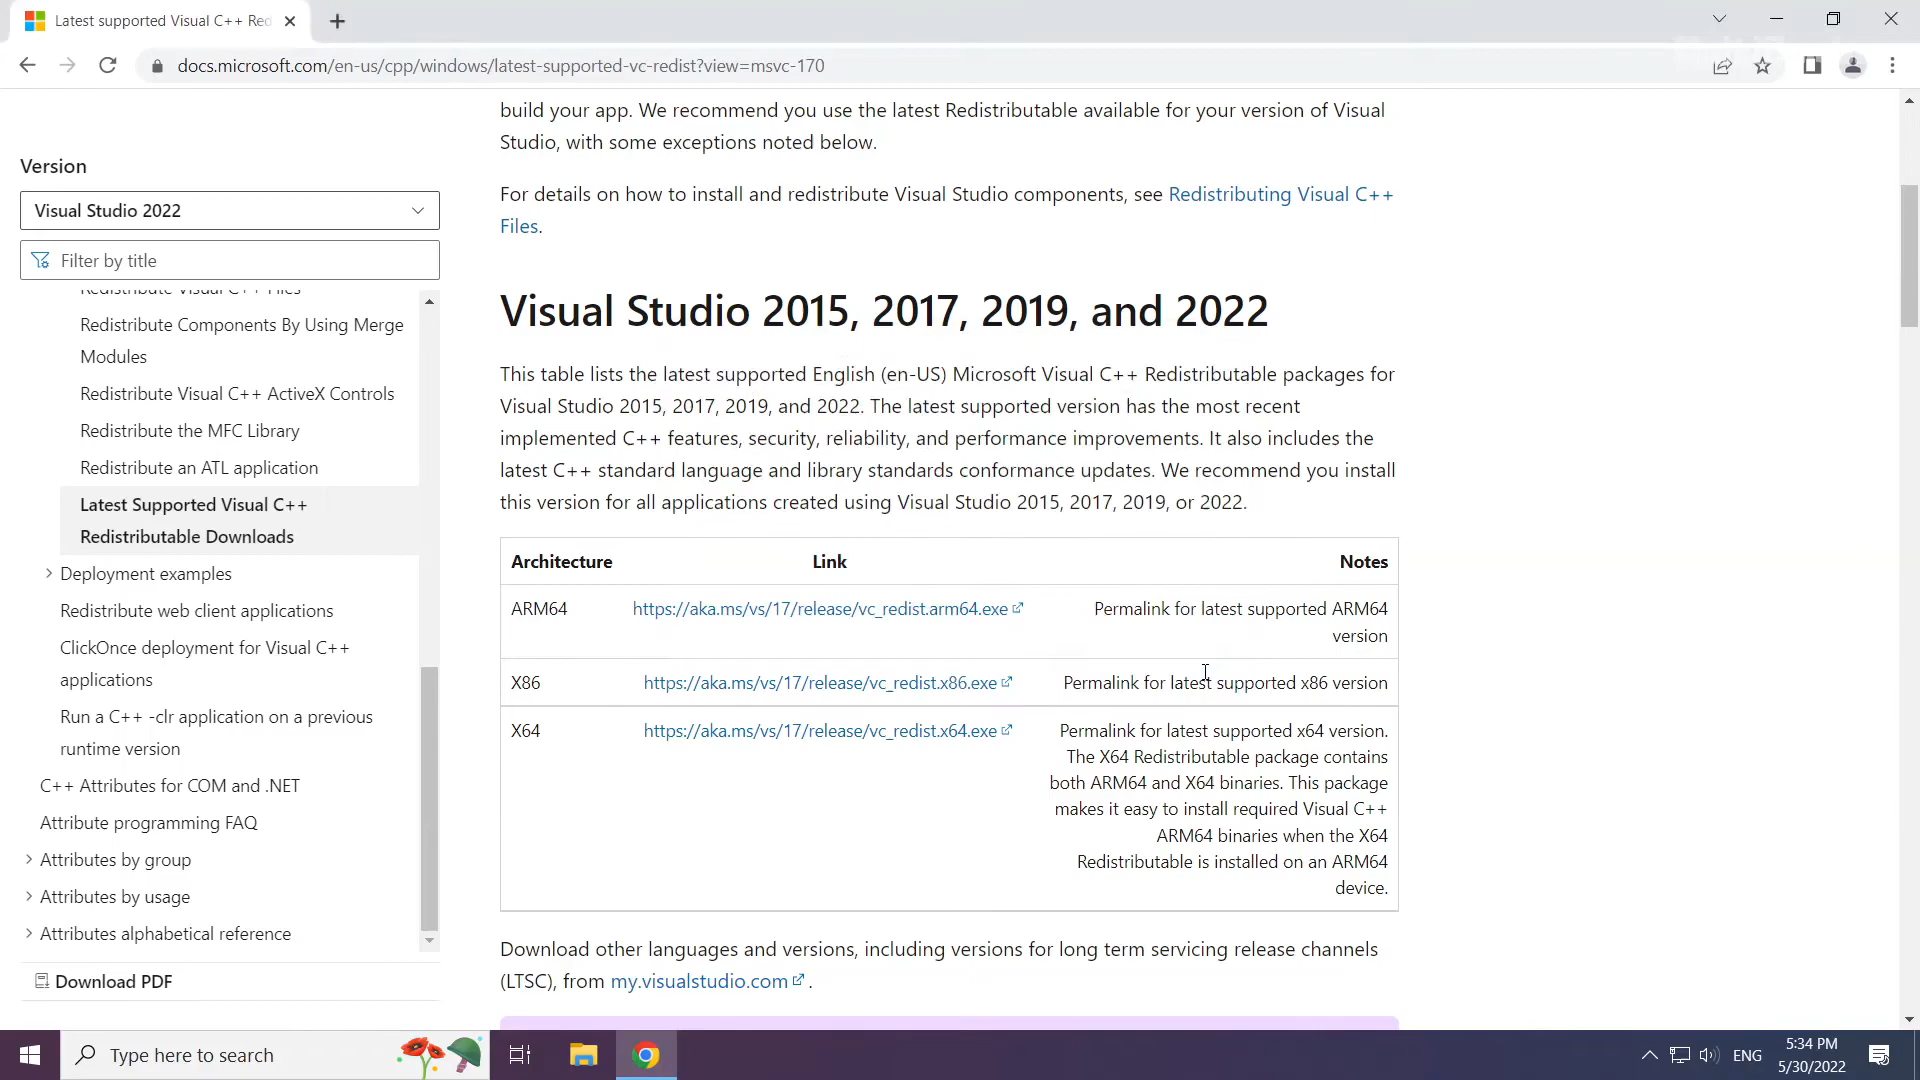 Latest supported Visual C++ Red
docs.microsoft.com/en-us/cpp/windows/latest-supported-vc-redist?view=msvc-170
Version
Visual Studio 2022
Filter by title
Redistribute Visual C++ Files
Redistribute Components By Using Merge
Modules
Redistribute Visual C++ ActiveX Controls
Redistribute the MFC Library
Redistribute an ATL application
Latest Supported Visual C++
Redistributable Downloads
Deployment examples
Redistribute web client applications
ClickOnce deployment for Visual C++
applications
Run a C++ -clr application on a previous
runtime version
C++ Attributes for COM and .NET
Attribute programming FAQ
Attributes by group
Attributes by usage
Attributes alphabetical reference
Download PDF
build your app. We recommend you use the latest Redistributable available for your version of Visual
Studio, with some exceptions noted below.
For details on how to install and redistribute Visual Studio components, see Redistributing Visual C++
Files.
Visual Studio 2015, 2017, 2019, and 2022
This table lists the latest supported English (en-US) Microsoft Visual C++ Redistributable packages for
Visual Studio 2015, 2017, 2019, and 2022. The latest supported version has the most recent
implemented C++ features, security, reliability, and performance improvements. It also includes the
latest C++ standard language and library standards conformance updates. We recommend you install
this version for all applications created using Visual Studio 2015, 2017, 2019, or 2022.
Architecture Link Notes
ARM64 https://aka.ms/vs/17/release/vc_redist.arm64.exe Permalink for latest supported ARM64
version
X86 https://aka.ms/vs/17/release/vc_redist.x86.exe Permalink for latest supported x86 version
X64 https://aka.ms/vs/17/release/vc_redist.x64.exe Permalink for latest supported x64 version.
The X64 Redistributable package contains
both ARM64 and X64 binaries. This package
makes it easy to install required Visual C++
ARM64 binaries when the X64
Redistributable is installed on an ARM64
device.
Download other languages and versions, including versions for long term servicing release channels
(LTSC), from my.visualstudio.com .
Type here to search
ENG
5:34 PM
5/30/2022